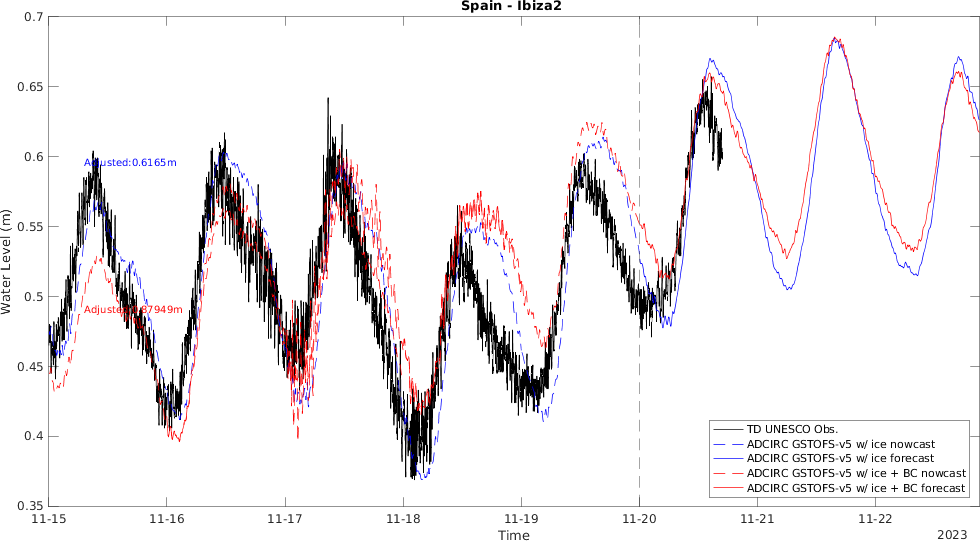 Spain - Ibiza2
0.7
0.65
0.6
0.55
0.5
0.45
0.4
0.35
Water Level (m)
Adjusted:0.6165m
TD UNESCO Obs.
ADCIRC GSTOFS-v5 w/ ice nowcast
ADCIRC GSTOFS-v5 w/ ice forecast
ADCIRC GSTOFS-v5 w/ ice + BC nowcast
ADCIRC GSTOFS-v5 w/ ice + BC forecast
11-15 11-16 11-17 11-18 11-19 11-20 11-21 11-22
Time
2023